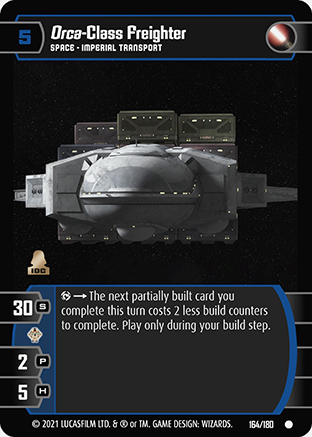 5 Orca-Class Freighter
SPACE - IMPERIAL TRANSPORT
IDC
30 S
2 P
5 H
The next partially built card you
complete this turn costs 2 less build counters
to complete. Play only during your build step.
© 2021 LUCASFILM LTD. & ® or TM. GAME DESIGN: WIZARDS. 164/180